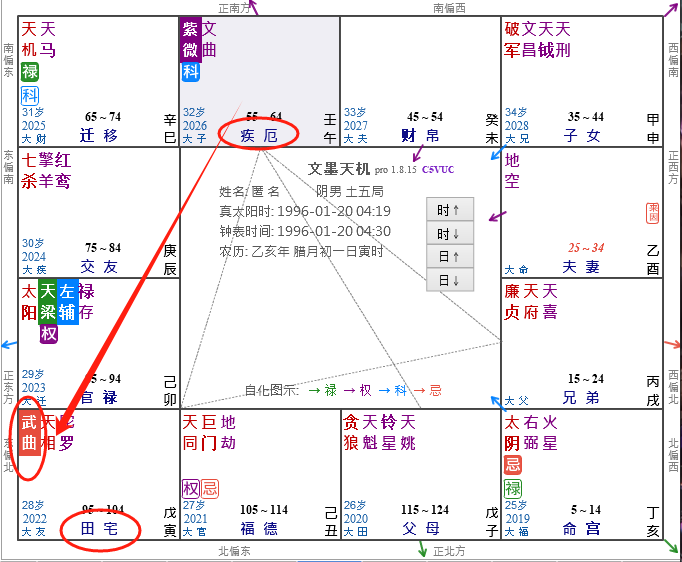 正南方
南偏西
南偏东
西偏南
天天
机马
禄
科
31岁
2025
大财
65~74
迁移
辛
巳
紫文
微曲
科
32岁
2026
大子
55~64
疾厄
壬
午
33岁
2027
大夫
45~54
财帛
癸
未
破文天天
军昌钺刑
34岁
2028
大兄
35~44
子女
甲
申
东偏南
正西方
七擎红
杀羊鸾
30岁
2024
大疾
75~84
交友
庚
辰
文墨天机 pro 1.8.15 C5VUC
姓名: 匿名 阴男 土五局
真太阳时: 1996-01-20 04:19
钟表时间: 1996-01-20 04:30
农历: 乙亥年 腊月初一日寅时
时↑
时↓
日↑
日↓
自化图示: →禄 →权 →科 →忌
地
空
来因
大命
25~34
夫妻
乙
酉
正东方
西偏北
太天左禄
阳梁辅存
权
29岁
2023
大迁
5~94
官禄
己
卯
廉天天
贞府喜
大父
15~24
兄弟
丙
戌
东偏北
北偏西
武天陀
曲相罗
28岁
2022
大友
95~104
田宅
戊
寅
天巨地
同门劫
权忌
27岁
2021
大官
105~114
福德
己
丑
贪天铃天
狼魁星姚
26岁
2020
大田
115~124
父母
戊
子
太右火
阴弼星
忌
禄
25岁
2019
大福
5~14
命宫
丁
亥
北偏东
正北方